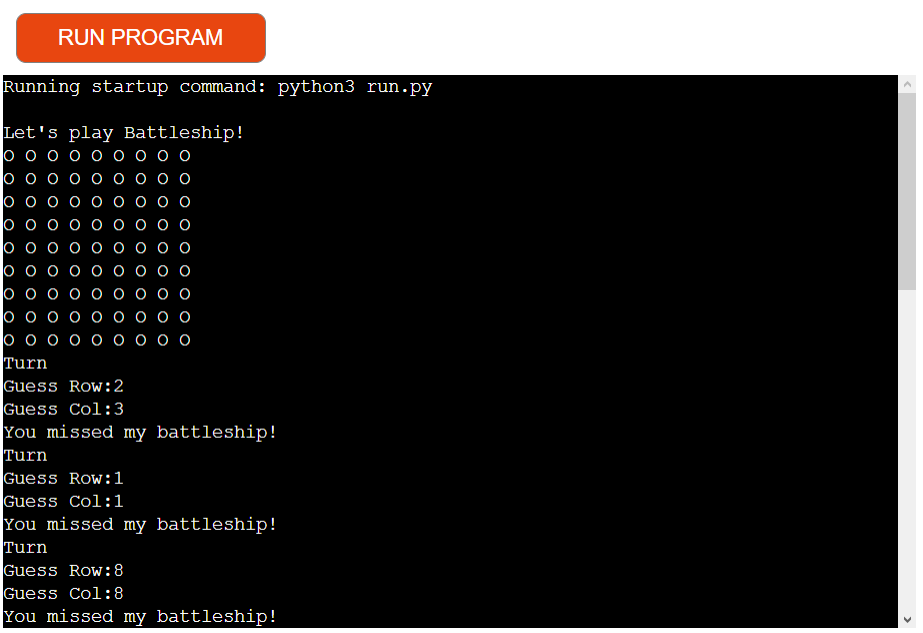 RUN PROGRAM
Running startup command: python3 run.py
Let's play Battleship!
O O O O O O O O O
O O O O O O O O O
O O O O O O O O O
O O O O O O O O O
O O O O O O O O O
O O O O O O O O O
O O O O O O O O O
O O O O O O O O O
O O O O O O O O O
Turn
Guess Row:2
Guess Col:3
You missed my battleship!
Turn
Guess Row:1
Guess Col:1
You missed my battleship!
Turn
Guess Row:8
Guess Col:8
You missed my battleship!